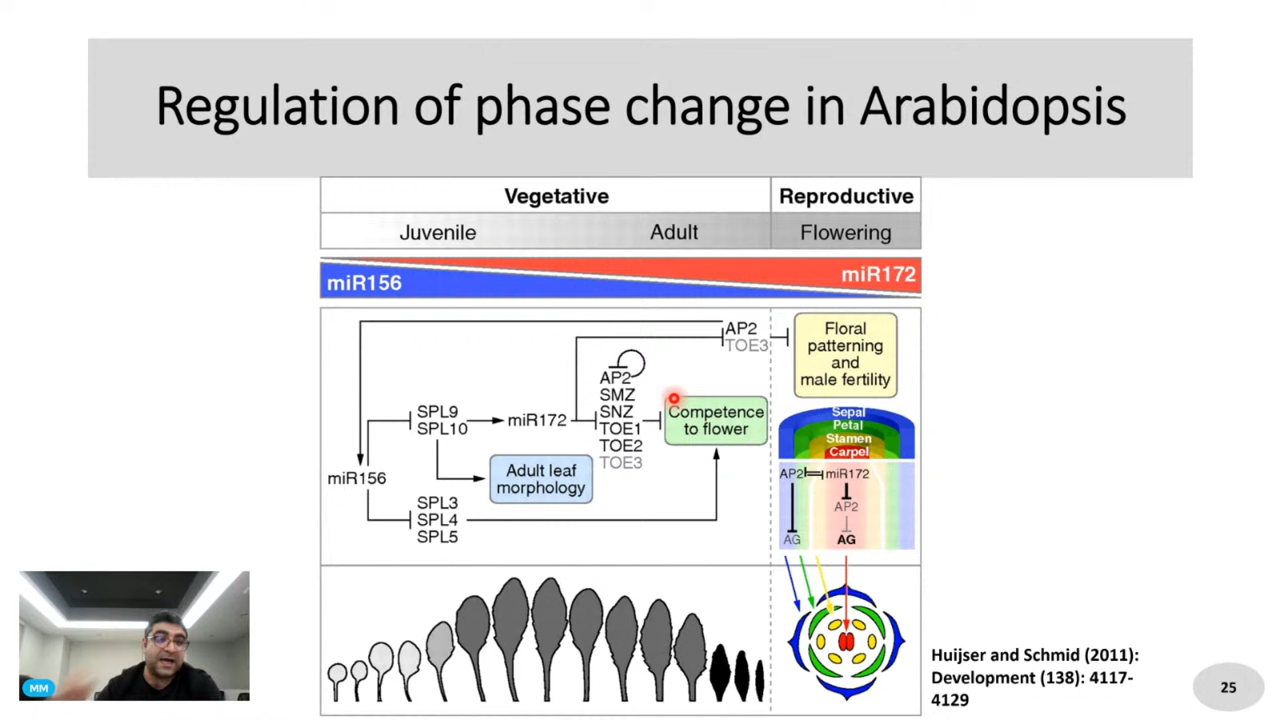 Regulation of phase change in Arabidopsis
Vegetative
Reproductive
Juvenile
Adult
Flowering
miR156
miR172
AP2
TOE3
Floral
patterning
and
male fertility
AP2
SMZ
SNZ
TOE1
TOE2
TOE3
SPL9
SPL10
miR172
Competence
to flower
Sepal
Petal
Stamen
Carpel
miR156
Adult leaf
morphology
AP2
miR172
AP2
AG
AG
SPL3
SPL4
SPL5
Huijser and Schmid (2011):
Development (138): 4117-
4129
MM
25